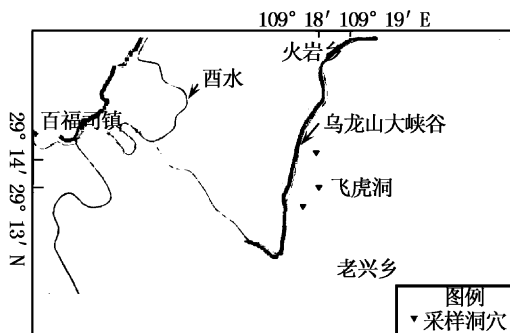 109° 18′ 109° 19′ E
火岩乡
酉水
百福司镇
乌龙山大峡谷
29° 14′ 29° 13′ N
飞虎洞
老兴乡
图例
采样洞穴